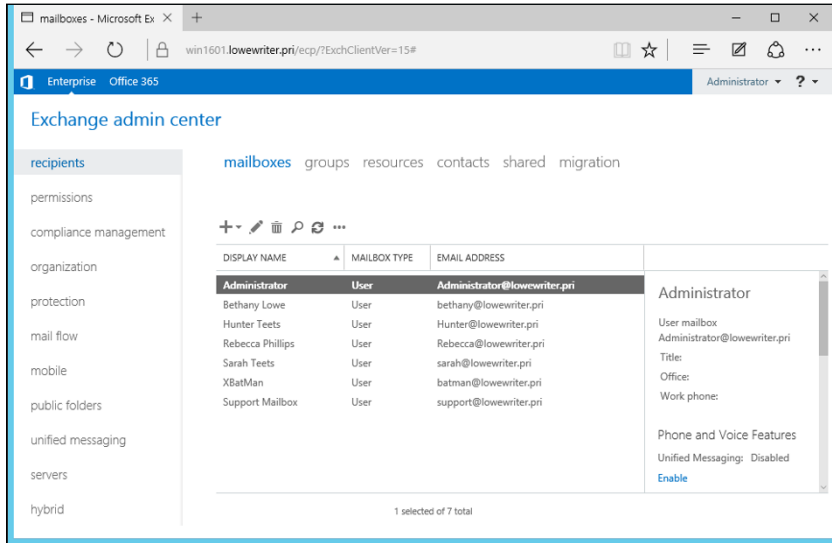 mailboxes - Microsoft Ex
win1601.lowewriter.pri/ecp/?ExchClientVer=15#
Enterprise Office 365 Administrator ?
Exchange admin center
recipients
permissions
compliance management
organization
protection
mail flow
mobile
public folders
unified messaging
servers
hybrid
mailboxes groups resources contacts shared migration
DISPLAY NAME MAILBOX TYPE EMAIL ADDRESS
Administrator User Administrator@lowewriter.pri
Bethany Lowe User bethany@lowewriter.pri
Hunter Teets User Hunter@lowewriter.pri
Rebecca Phillips User Rebecca@lowewriter.pri
Sarah Teets User sarah@lowewriter.pri
XBatMan User batman@lowewriter.pri
Support Mailbox User support@lowewriter.pri
1 selected of 7 total
Administrator
User mailbox
Administrator@lowewriter.pri
Title:
Office:
Work phone:
Phone and Voice Features
Unified Messaging: Disabled
Enable